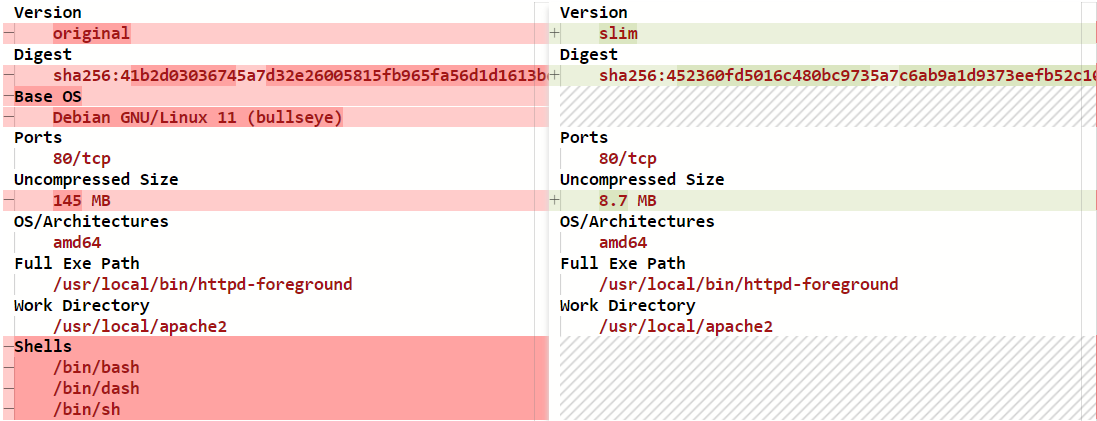 Version
original
Digest
sha256:41b2d03036745a7d32e26005815fb965fa56d1d1613b
Base OS
Debian GNU/Linux 11 (bullseye)
Ports
80/tcp
Uncompressed Size
145 MB
OS/Architectures
amd64
Full Exe Path
/usr/local/bin/httpd-foreground
Work Directory
/usr/local/apache2
Shells
/bin/bash
/bin/dash
/bin/sh
Version
slim
Digest
sha256:452360fd5016c480bc9735a7c6ab9a1d9373eefb52c16
Ports
80/tcp
Uncompressed Size
8.7 MB
OS/Architectures
amd64
Full Exe Path
/usr/local/bin/httpd-foreground
Work Directory
/usr/local/apache2